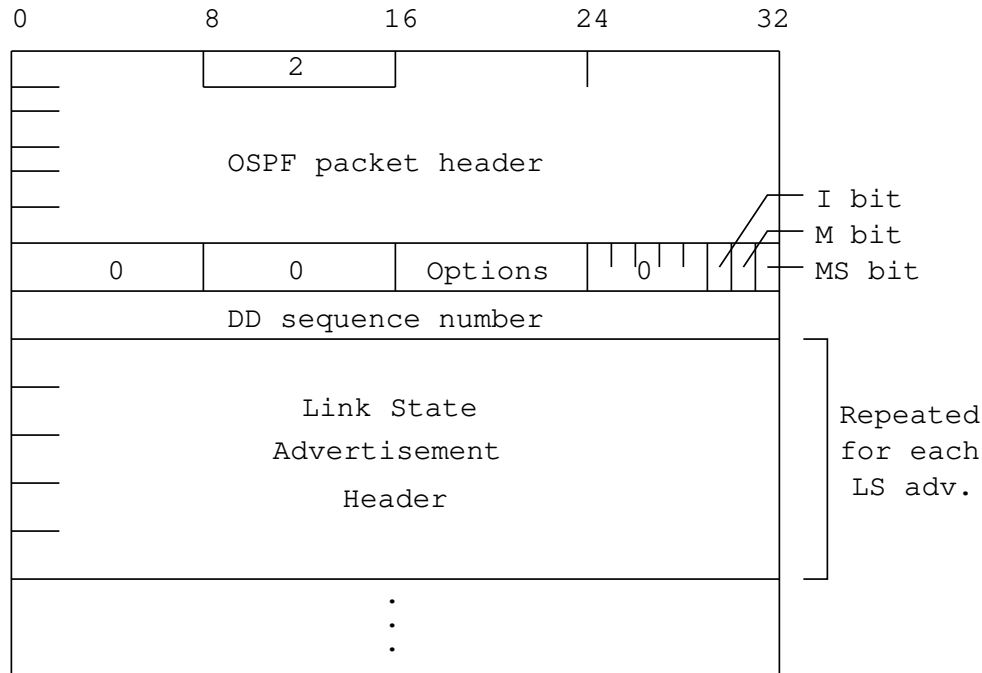 0 8 16 24 32
2
OSPF packet header
I bit
M bit
0 0 Options 0 MS bit
DD sequence number
Link State
Advertisement
Header
Repeated
for each
LS adv.
.
.
.